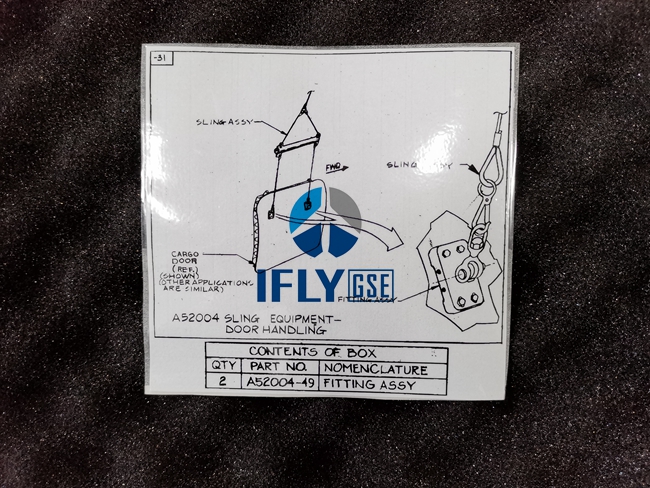 -31
SLING ASSY
FWD
SLING
CARGO
DOOR
(REF.)
(SHOWN)
(OTHER APPLICATIONS
ARE SIMILAR)
IFLY GSE
FITTING ASSY
A52004 SLING EQUIPMENT-
DOOR HANDLING
CONTENTS OF BOX
QTY PART NO. NOMENCLATURE
2 A52004-49 FITTING ASSY